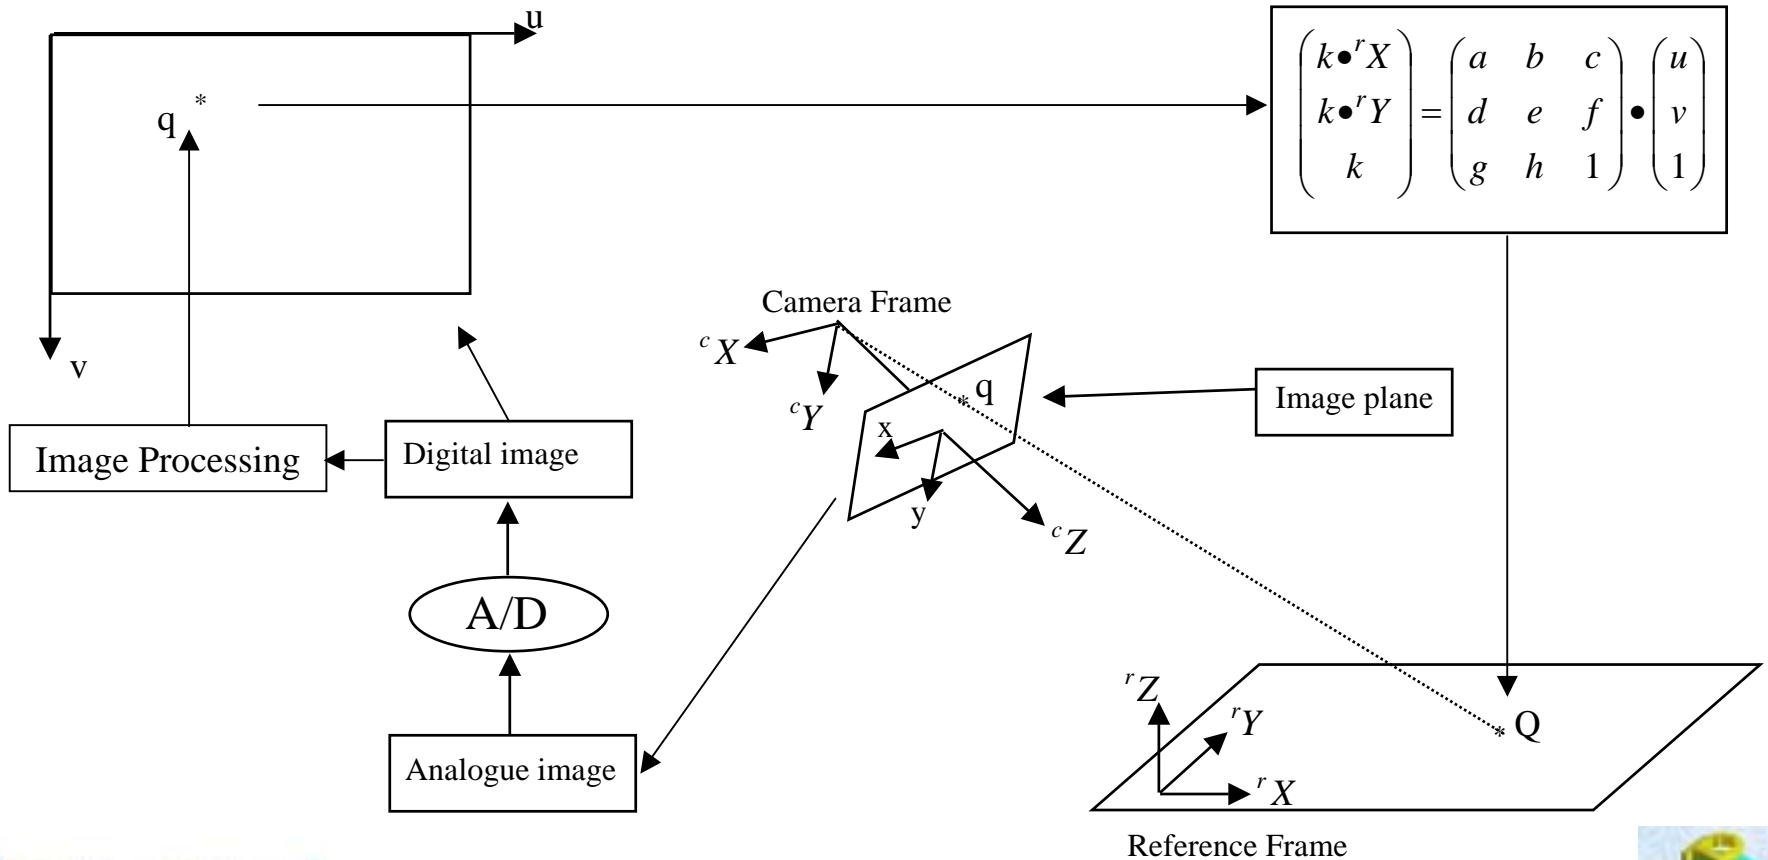 u
q *
v
k•ʳX a b c u
k•ʳY = d e f • v
k g h 1 1
Camera Frame
ᶜX
ᶜY
* q
x
y
ᶜZ
Image plane
Image Processing
Digital image
A/D
Analogue image
ʳZ
ʳY
ʳX
* Q
Reference Frame